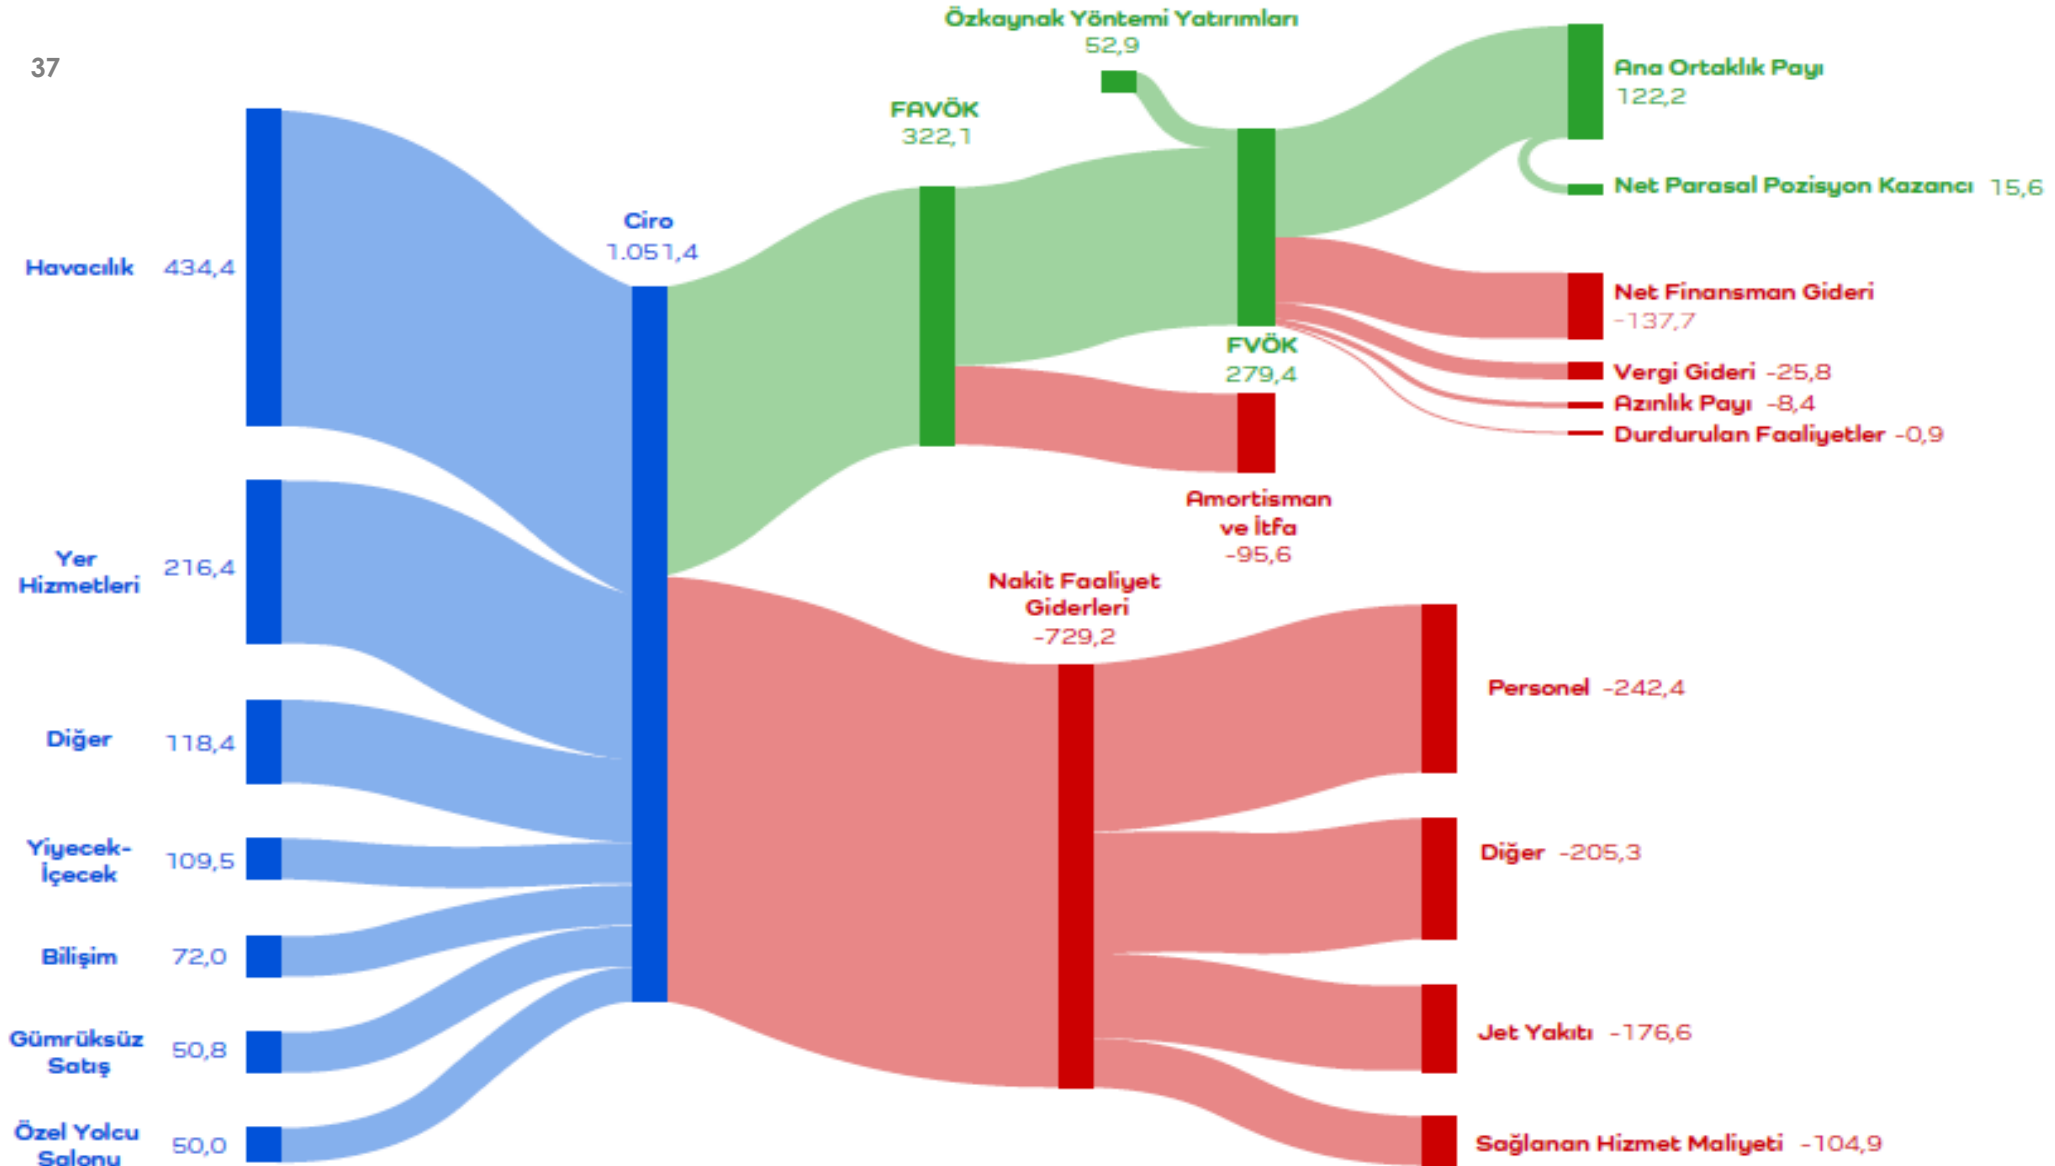 37
Havacılık 434,4
Yer
Hizmetleri
216,4
Diğer 118,4
Yiyecek-
İçecek
109,5
Bilişim 72,0
Gümrüksüz
Satış
50,8
Özel Yolcu
Salonu
50,0
Ciro
1.051,4
FAVÖK
322,1
Özkaynak Yöntemi Yatırımları
52,9
FVÖK
279,4
Amortisman
ve İtfa
-95,6
Nakit Faaliyet
Giderleri
-729,2
Ana Ortaklık Payı
122,2
Net Parasal Pozisyon Kazancı 15,6
Net Finansman Gideri
-137,7
Vergi Gideri -25,8
Azınlık Payı -8,4
Durdurulan Faaliyetler -0,9
Personel -242,4
Diğer -205,3
Jet Yakıtı -176,6
Sağlanan Hizmet Maliyeti -104,9